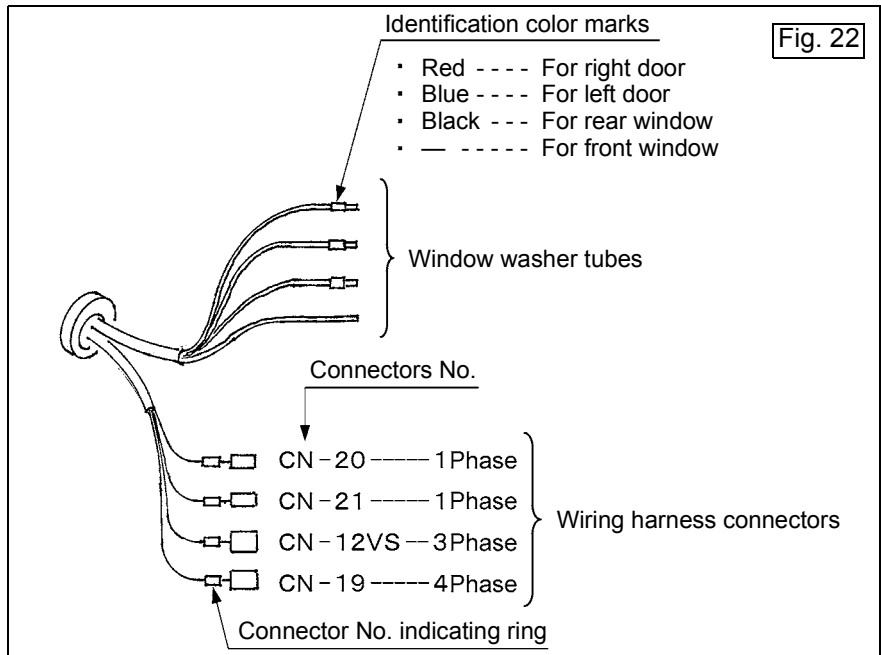 Identification color marks
Fig. 22
· Red - - - - For right door
· Blue - - - - For left door
· Black - - - For rear window
· — - - - - - For front window
Window washer tubes
Connectors No.
CN-20-----1Phase
CN-21-----1Phase
CN-12VS--3Phase
CN-19-----4Phase
Wiring harness connectors
Connector No. indicating ring